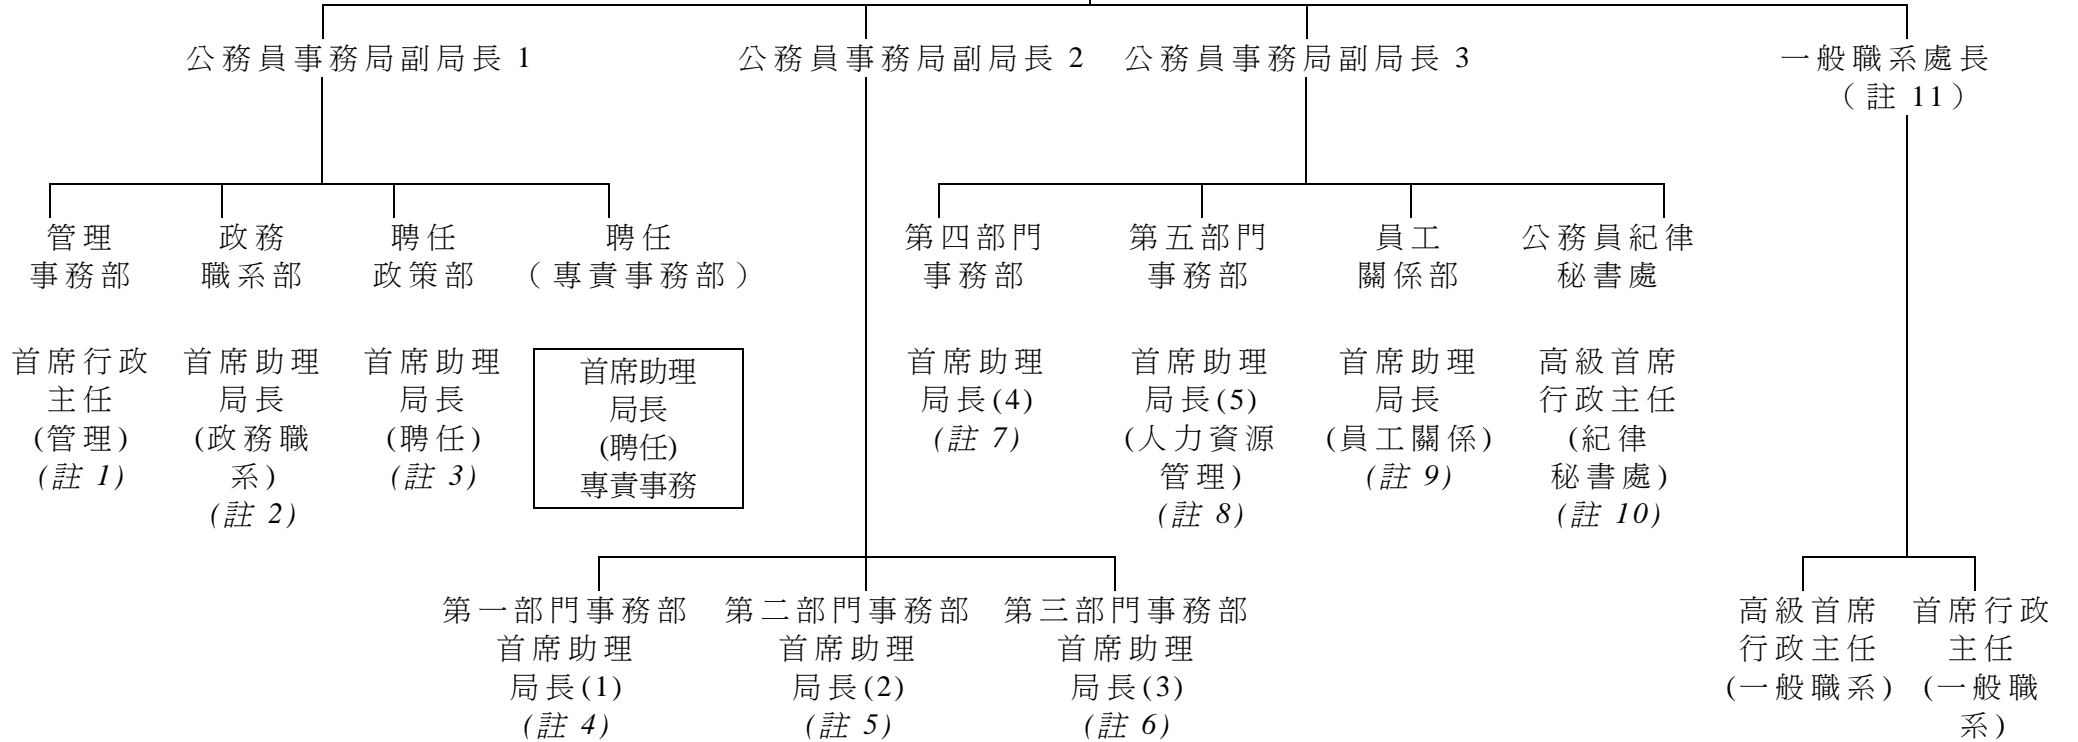 公務員事務局副局長 1
公務員事務局副局長 2
公務員事務局副局長 3
一般職系處長
（註 11）
管理
事務部
政務
職系部
聘任
政策部
聘任
（專責事務部）
第四部門
事務部
第五部門
事務部
員工
關係部
公務員紀律
秘書處
首席行政
主任
(管理)
(註 1)
首席助理
局長
(政務職
系)
(註 2)
首席助理
局長
(聘任)
(註 3)
首席助理
局長
(聘任)
專責事務
首席助理
局長(4)
(註 7)
首席助理
局長(5)
(人力資源
管理)
(註 8)
首席助理
局長
(員工關係)
(註 9)
高級首席
行政主任
(紀律
秘書處)
(註 10)
第一部門事務部
首席助理
局長(1)
(註 4)
第二部門事務部
首席助理
局長(2)
(註 5)
第三部門事務部
首席助理
局長(3)
(註 6)
高級首席
行政主任
(一般職系)
首席行政
主任
(一般職
系)